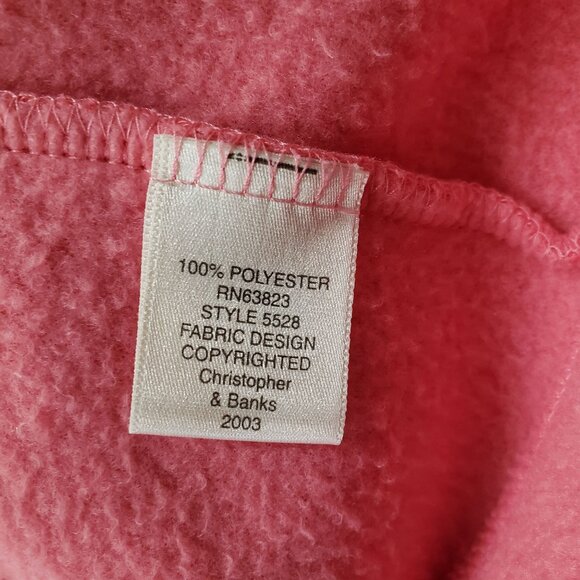 100% POLYESTER
RN63823
STYLE 5528
FABRIC DESIGN
COPYRIGHTED
Christopher
& Banks
2003